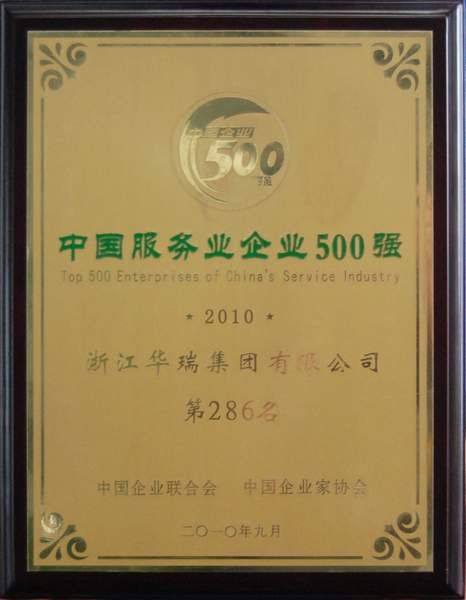 中国企业
500
强
中国服务业企业500强
Top 500 Enterprises of China's Service Industry
★ 2010 ★
浙江华瑞集团有限公司
第286名
中国企业联合会 中国企业家协会
二〇一〇年九月